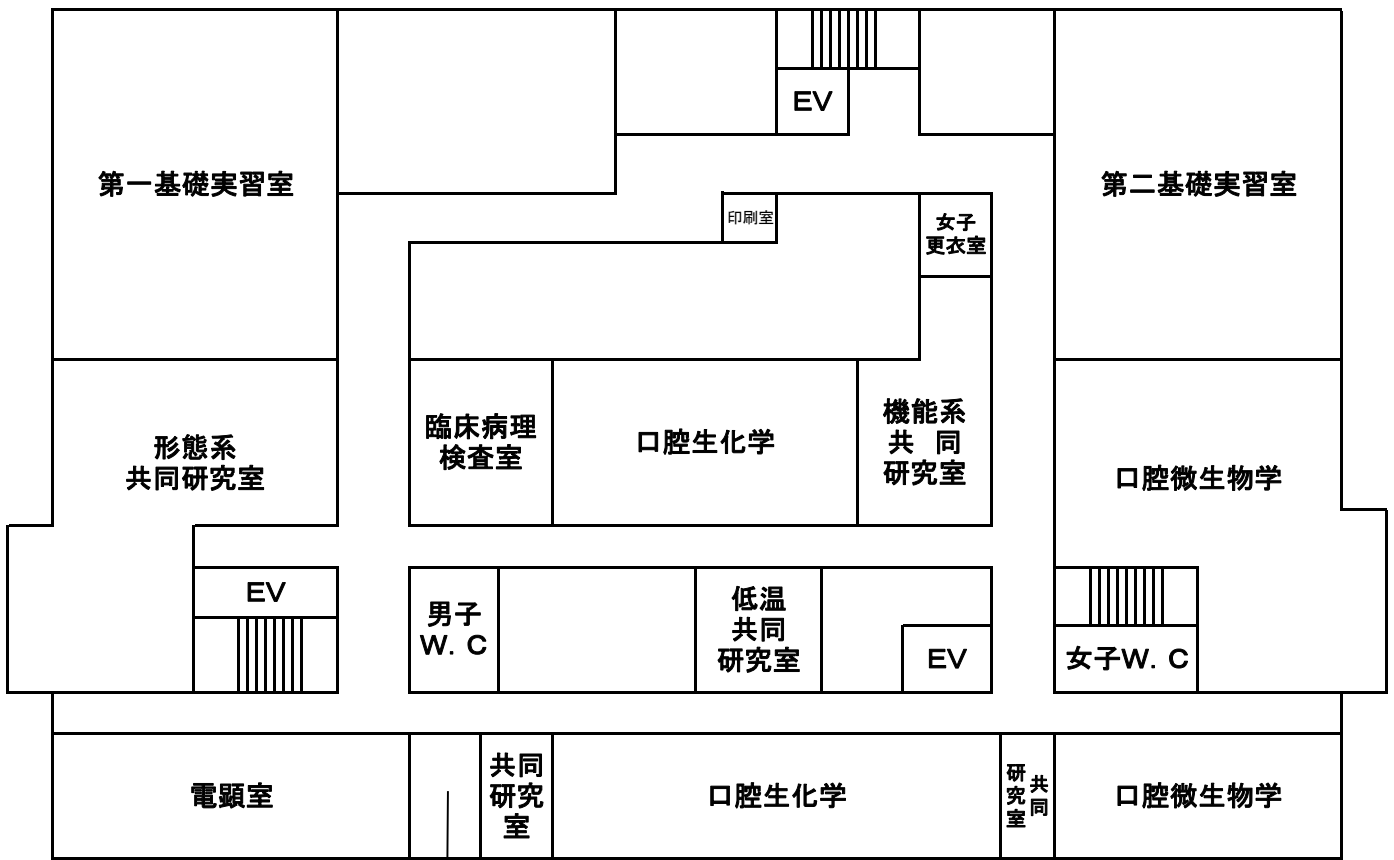 EV
第一基礎実習室
第二基礎実習室
印刷室
女子
更衣室
形態系
共同研究室
臨床病理
検査室
口腔生化学
機能系
共 同
研究室
口腔微生物学
EV
男子
W. C
低温
共同
研究室
EV
女子W. C
電顕室
共同
研究
室
口腔生化学
共同
研究室
口腔微生物学